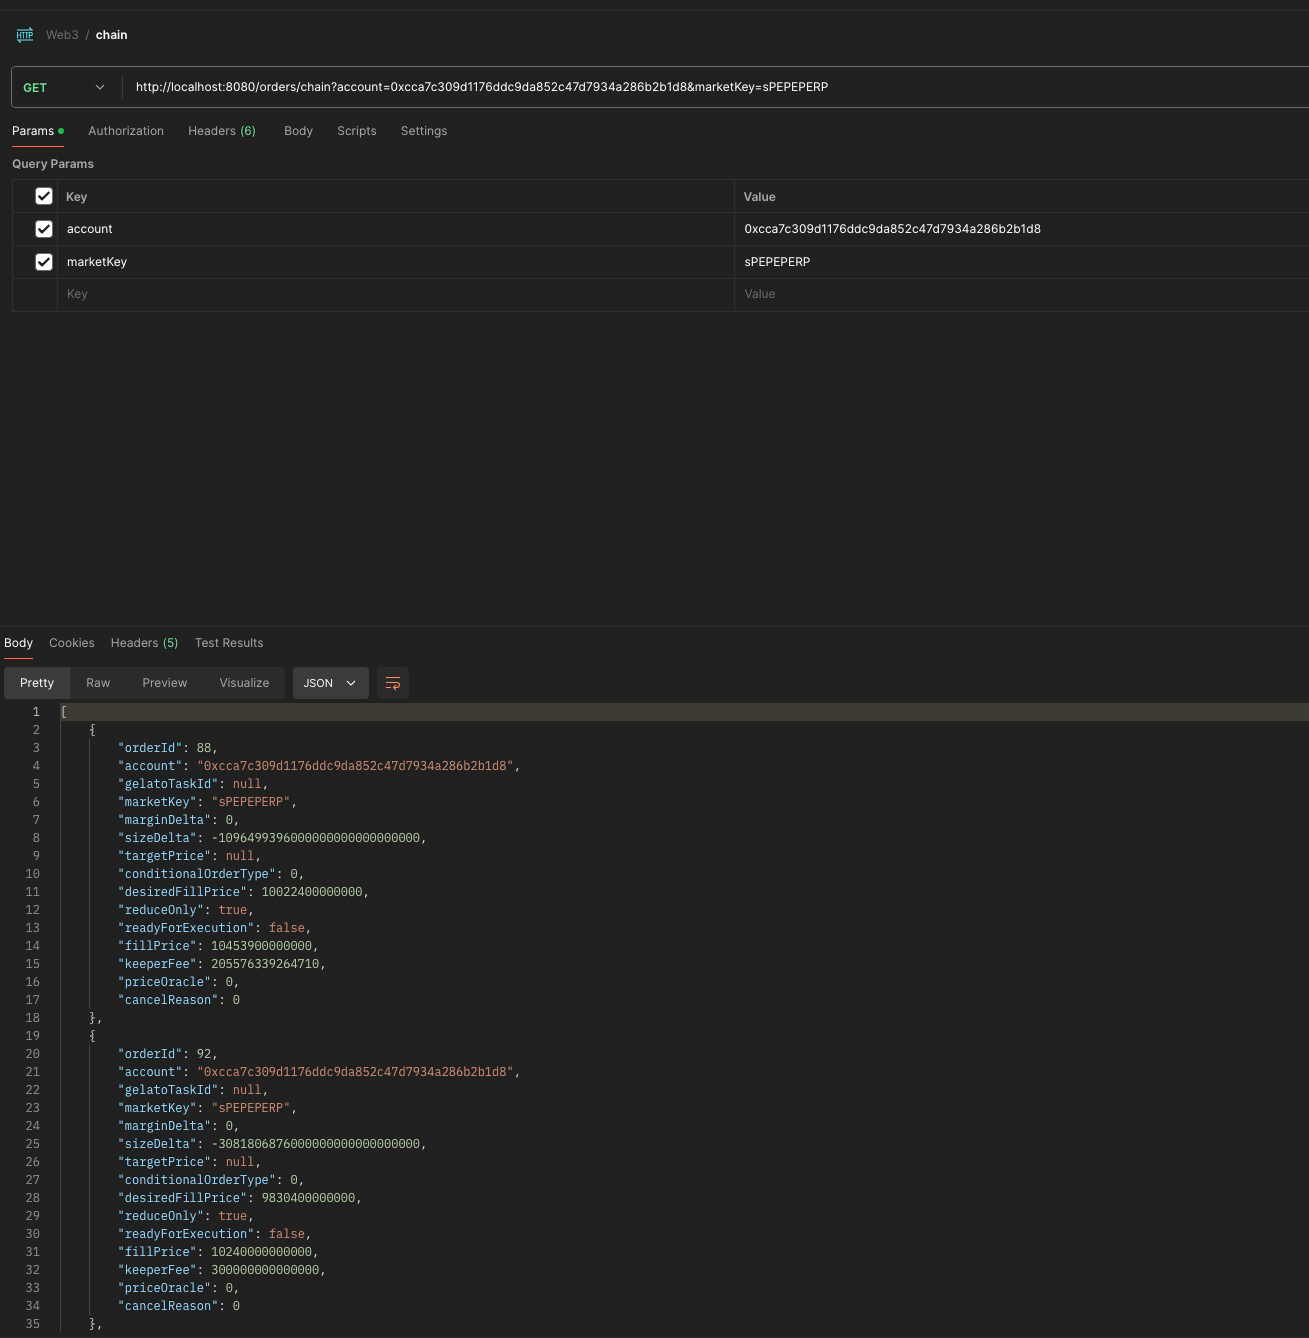 HTTP Web3 / chain
GET http://localhost:8080/orders/chain?account=0xcca7c309d1176ddc9da852c47d7934a286b2b1d8&marketKey=sPEPEPERP
Params Authorization Headers (6) Body Scripts Settings
Query Params
Key Value
account 0xcca7c309d1176ddc9da852c47d7934a286b2b1d8
marketKey sPEPEPERP
Key Value
Body Cookies Headers (5) Test Results
Pretty Raw Preview Visualize JSON
1 [
2 {
3 "orderId": 88,
4 "account": "0xcca7c309d1176ddc9da852c47d7934a286b2b1d8",
5 "gelatoTaskId": null,
6 "marketKey": "sPEPEPERP",
7 "marginDelta": 0,
8 "sizeDelta": -1096499396000000000000000000,
9 "targetPrice": null,
10 "conditionalOrderType": 0,
11 "desiredFillPrice": 10022400000000,
12 "reduceOnly": true,
13 "readyForExecution": false,
14 "fillPrice": 10453900000000,
15 "keeperFee": 205576339264710,
16 "priceOracle": 0,
17 "cancelReason": 0
18 },
19 {
20 "orderId": 92,
21 "account": "0xcca7c309d1176ddc9da852c47d7934a286b2b1d8",
22 "gelatoTaskId": null,
23 "marketKey": "sPEPEPERP",
24 "marginDelta": 0,
25 "sizeDelta": -3081806876000000000000000000,
26 "targetPrice": null,
27 "conditionalOrderType": 0,
28 "desiredFillPrice": 9830400000000,
29 "reduceOnly": true,
30 "readyForExecution": false,
31 "fillPrice": 10240000000000,
32 "keeperFee": 300000000000000,
33 "priceOracle": 0,
34 "cancelReason": 0
35 },